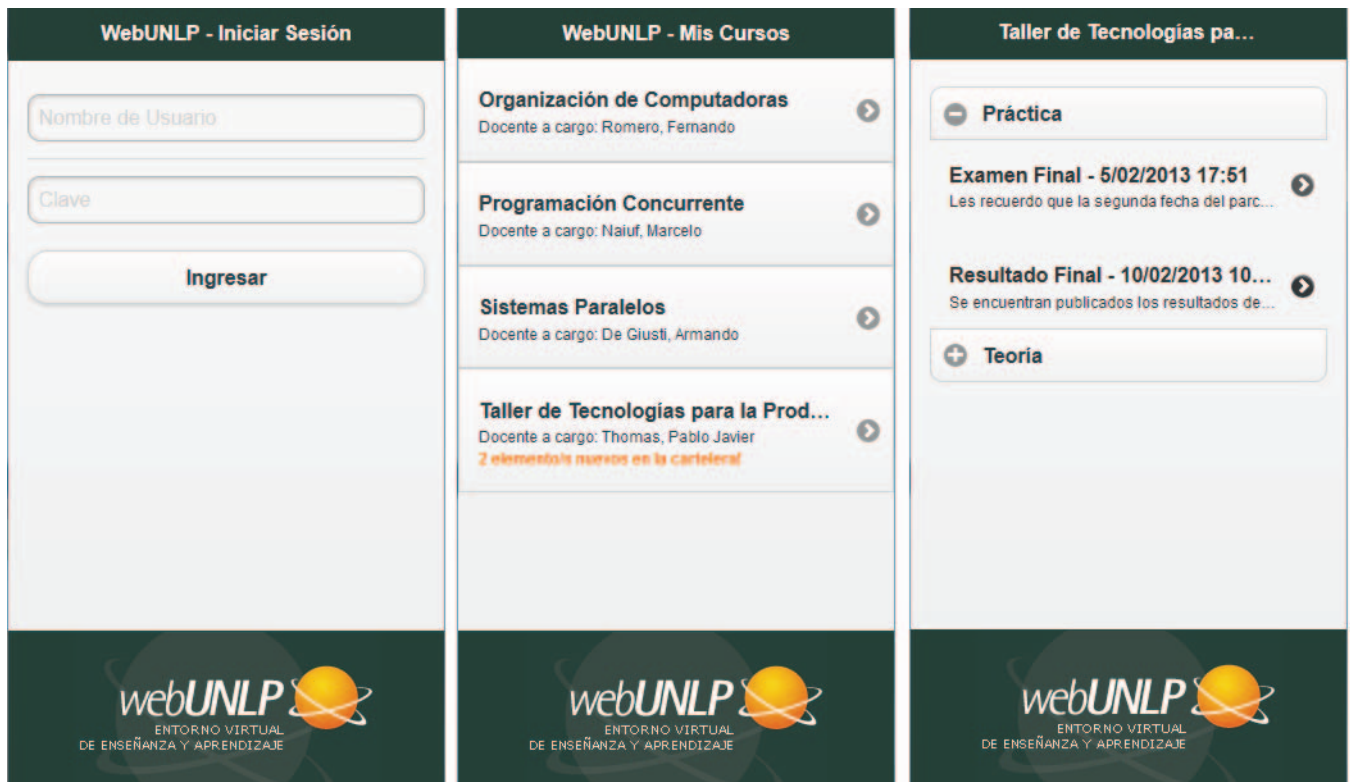 WebUNLP - Iniciar Sesión
Nombre de Usuario
Clave
Ingresar
webUNLP
ENTORNO VIRTUAL
DE ENSEÑANZA Y APRENDIZAJE
WebUNLP - Mis Cursos
Organización de Computadoras
Docente a cargo: Romero, Fernando
Programación Concurrente
Docente a cargo: Naiuf, Marcelo
Sistemas Paralelos
Docente a cargo: De Giusti, Armando
Taller de Tecnologías para la Prod...
Docente a cargo: Thomas, Pablo Javier
2 elemento/s nuevos en la cartelera!
webUNLP
ENTORNO VIRTUAL
DE ENSEÑANZA Y APRENDIZAJE
Taller de Tecnologías pa...
Práctica
Examen Final - 5/02/2013 17:51
Les recuerdo que la segunda fecha del parc...
Resultado Final - 10/02/2013 10...
Se encuentran publicados los resultados de...
Teoría
webUNLP
ENTORNO VIRTUAL
DE ENSEÑANZA Y APRENDIZAJE